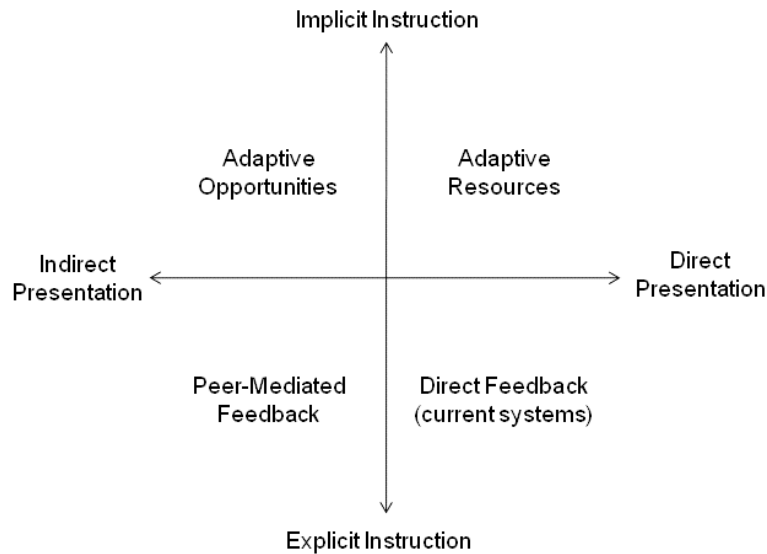 Implicit Instruction
Adaptive
Opportunities
Adaptive
Resources
Indirect
Presentation
Direct
Presentation
Peer-Mediated
Feedback
Direct Feedback
(current systems)
Explicit Instruction